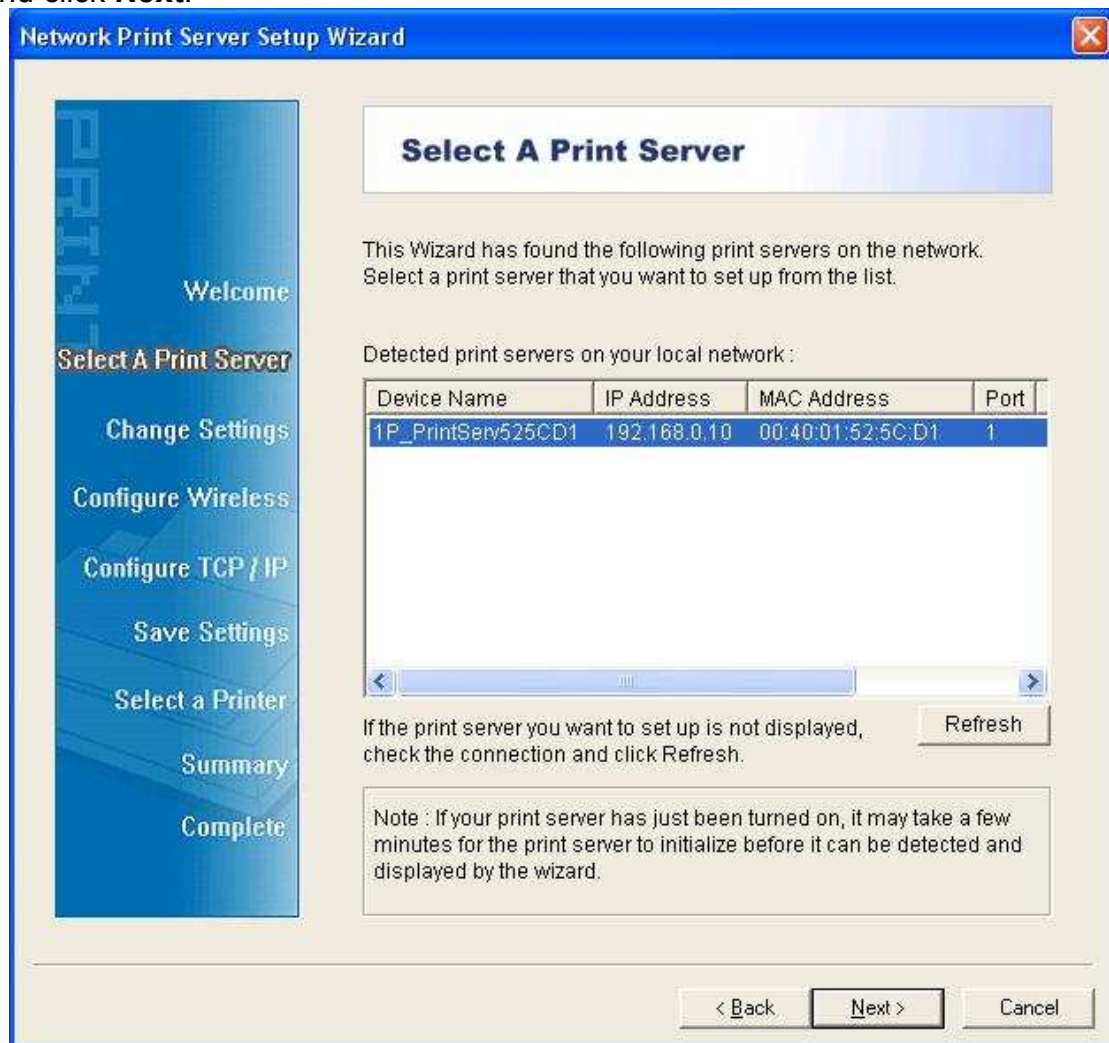 click Next.
Network Print Server Setup Wizard
PRINT
Select A Print Server
This Wizard has found the following print servers on the network.
Select a print server that you want to set up from the list.
Welcome
Select A Print Server
Change Settings
Configure Wireless
Configure TCP / IP
Save Settings
Select a Printer
Summary
Complete
Detected print servers on your local network :
Device Name IP Address MAC Address Port
1P_PrintServ525CD1 192.168.0.10 00:40:01:52:5C:D1 1
If the print server you want to set up is not displayed,
check the connection and click Refresh.
Refresh
Note : If your print server has just been turned on, it may take a few
minutes for the print server to initialize before it can be detected and
displayed by the wizard.
< Back Next > Cancel